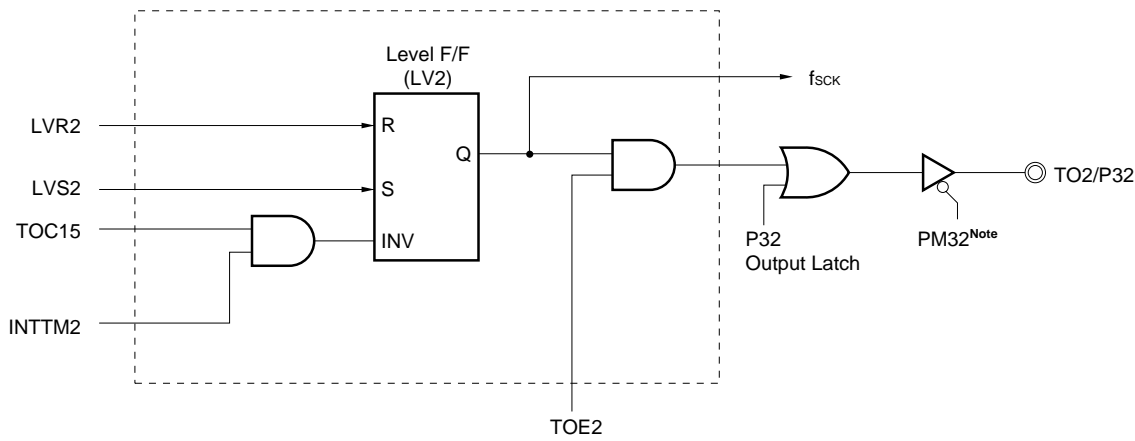 Level F/F
(LV2)
fSCK
LVR2
R
Q
TO2/P32
LVS2
S
TOC15
INV
P32
Output Latch
PM32Note
INTTM2
TOE2